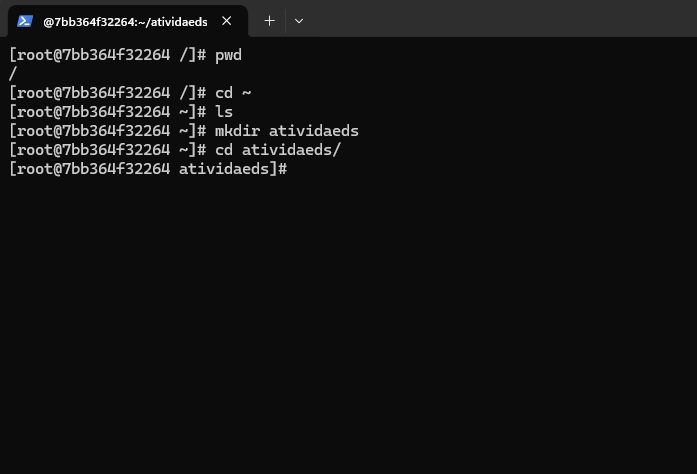 @7bb364f32264:~/atividaeds
[root@7bb364f32264 /]# pwd
/
[root@7bb364f32264 /]# cd ~
[root@7bb364f32264 ~]# ls
[root@7bb364f32264 ~]# mkdir atividaeds
[root@7bb364f32264 ~]# cd atividaeds/
[root@7bb364f32264 atividaeds]#